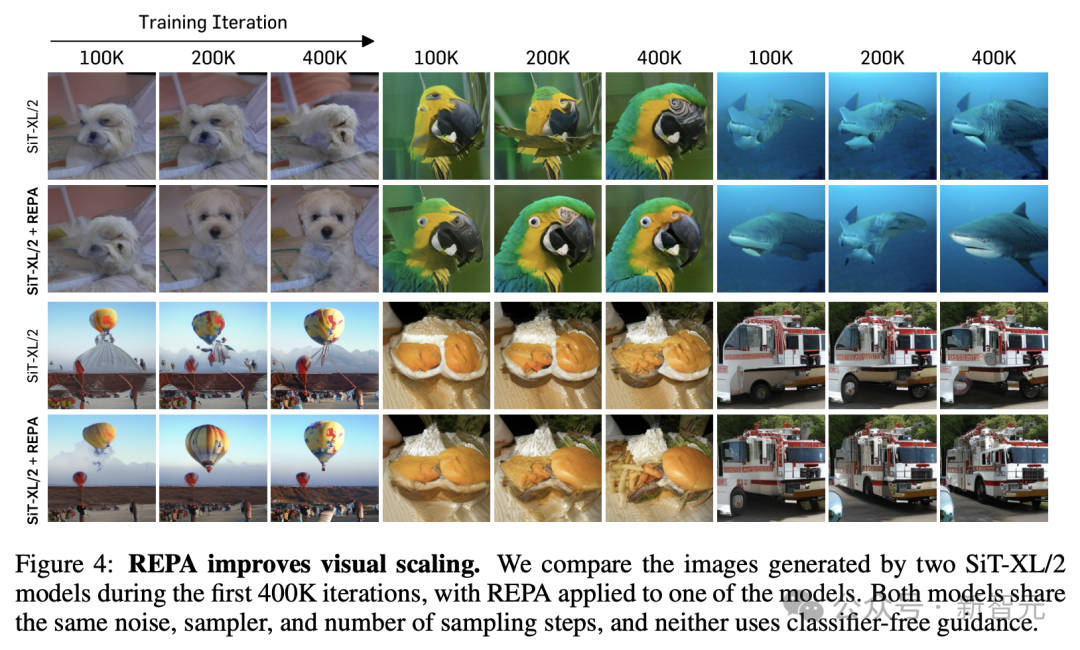 Training Iteration
100K 200K 400K 100K 200K 400K 100K 200K 400K
SiT-XL/2
SiT-XL/2 + REPA
SiT-XL/2
SiT-XL/2 + REPA
Figure 4: REPA improves visual scaling. We compare the images generated by two SiT-XL/2
models during the first 400K iterations, with REPA applied to one of the models. Both models share
the same noise, sampler, and number of sampling steps, and neither uses classifier-free guidance.
公众号·新智元